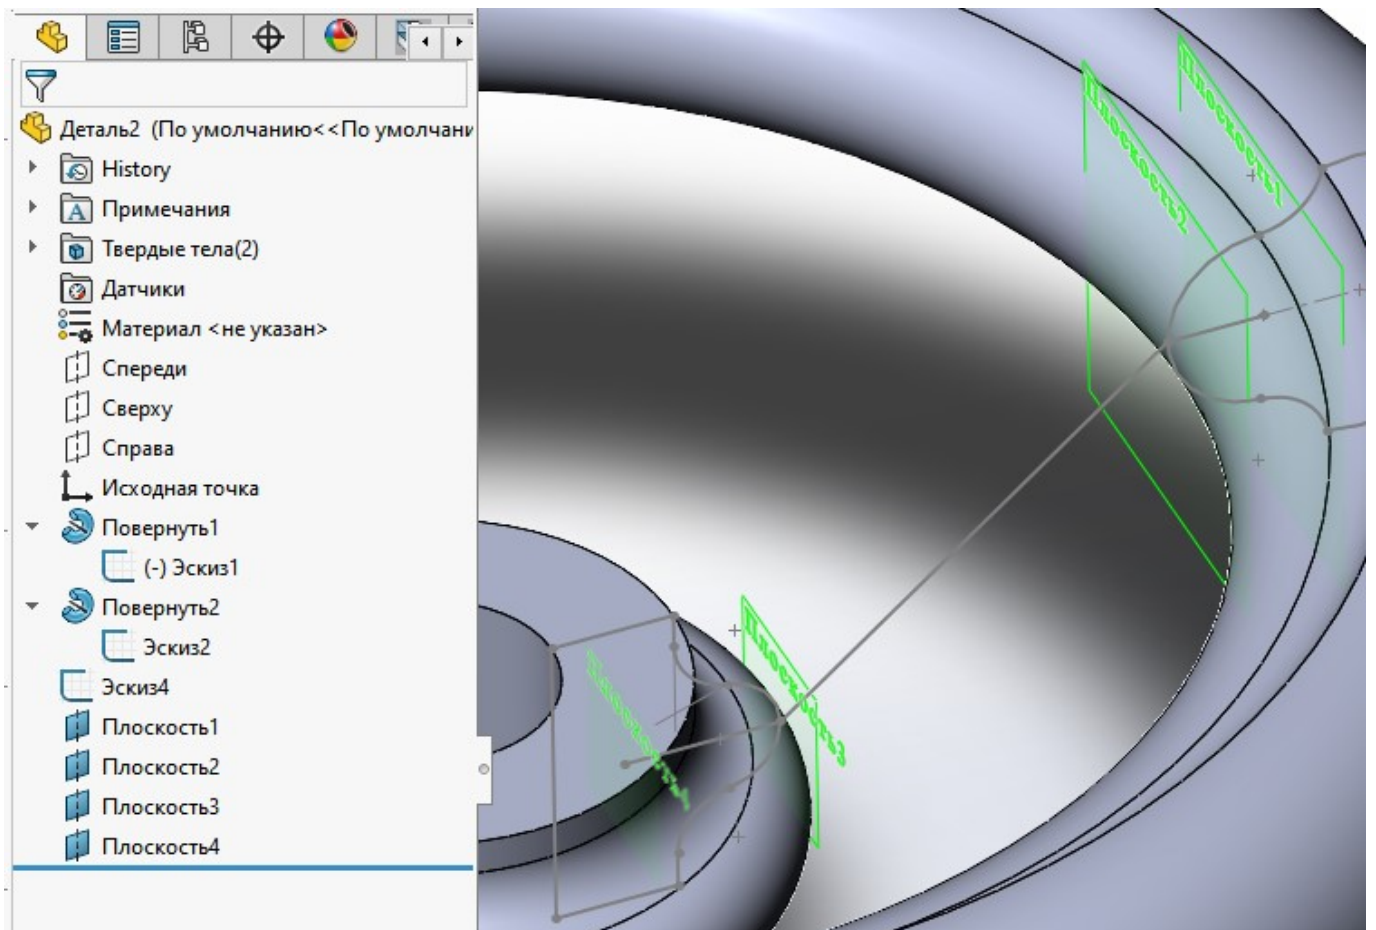 Деталь2 (По умолчанию<<По умолчани
History
Примечания
Твердые тела(2)
Датчики
Материал <не указан>
Спереди
Сверху
Справа
Исходная точка
Повернуть1
(-) Эскиз1
Повернуть2
Эскиз2
Эскиз4
Плоскость1
Плоскость2
Плоскость3
Плоскость4
Плоскость1
Плоскость2
Плоскость3
Плоскость4